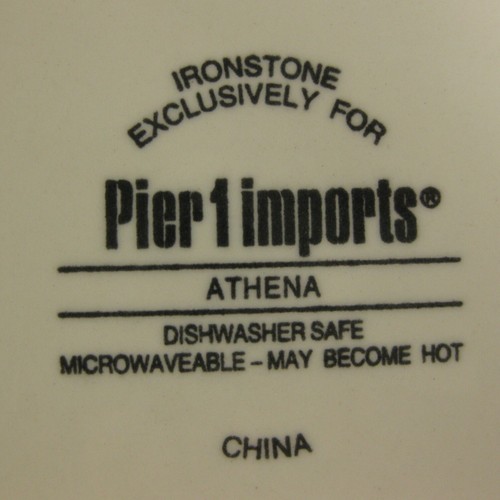 IRONSTONE
EXCLUSIVELY FOR
Pier 1 imports®
ATHENA
DISHWASHER SAFE
MICROWAVEABLE – MAY BECOME HOT
CHINA